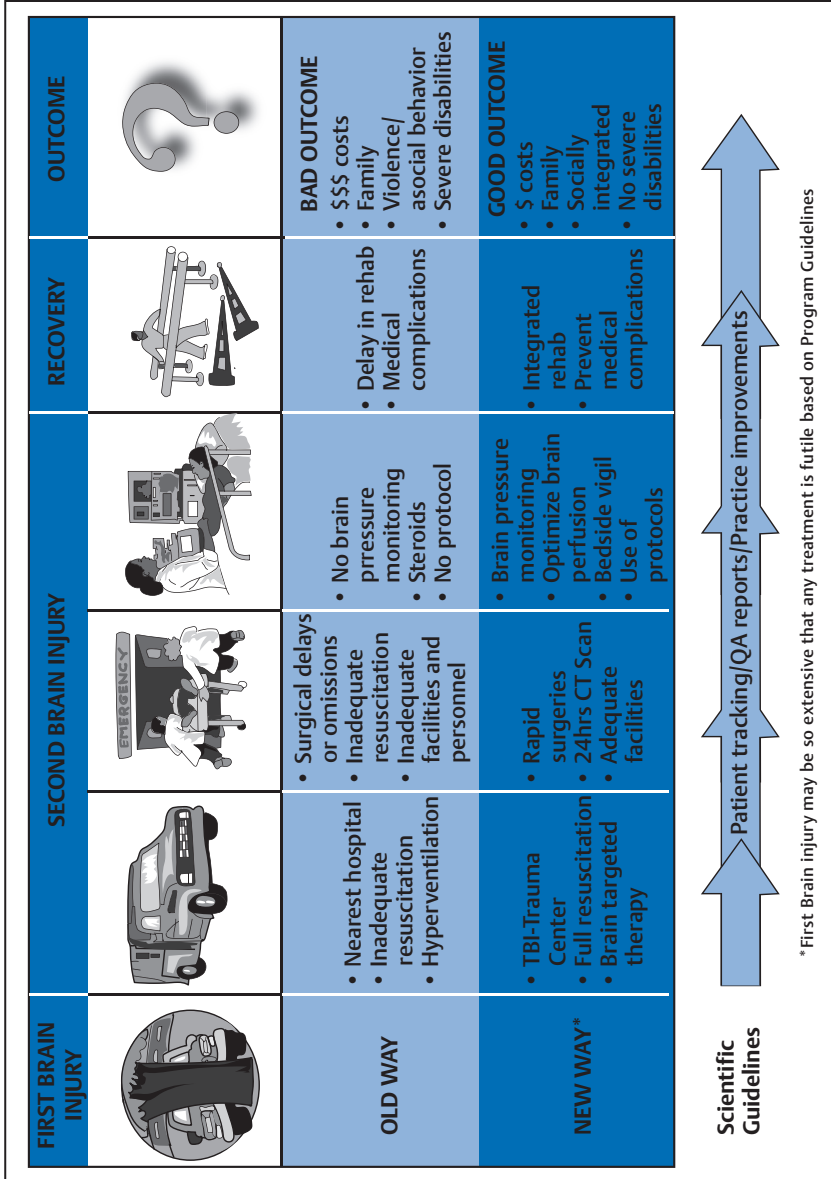 FIRST BRAIN
INJURY
SECOND BRAIN INJURY
RECOVERY
OUTCOME
EMERGENCY
OLD WAY
• Nearest hospital
• Inadequate
resuscitation
• Hyperventilation
• Surgical delays
or omissions
• Inadequate
resuscitation
• Inadequate
facilities and
personnel
• No brain
prressure
monitoring
• Steroids
• No protocol
• Delay in rehab
• Medical
complications
BAD OUTCOME
• $$$ costs
• Family
• Violence/
asocial behavior
• Severe disabilities
NEW WAY*
• TBI-Trauma
Center
• Full resuscitation
• Brain targeted
therapy
• Rapid
surgeries
• 24hrs CT Scan
• Adequate
facilities
• Brain pressure
monitoring
• Optimize brain
perfusion
• Bedside vigil
• Use of
protocols
• Integrated
rehab
• Prevent
medical
complications
GOOD OUTCOME
• $ costs
• Family
• Socially
integrated
• No severe
disabilities
Scientific
Guidelines
Patient tracking/QA reports/Practice improvements
*First Brain injury may be so extensive that any treatment is futile based on Program Guidelines